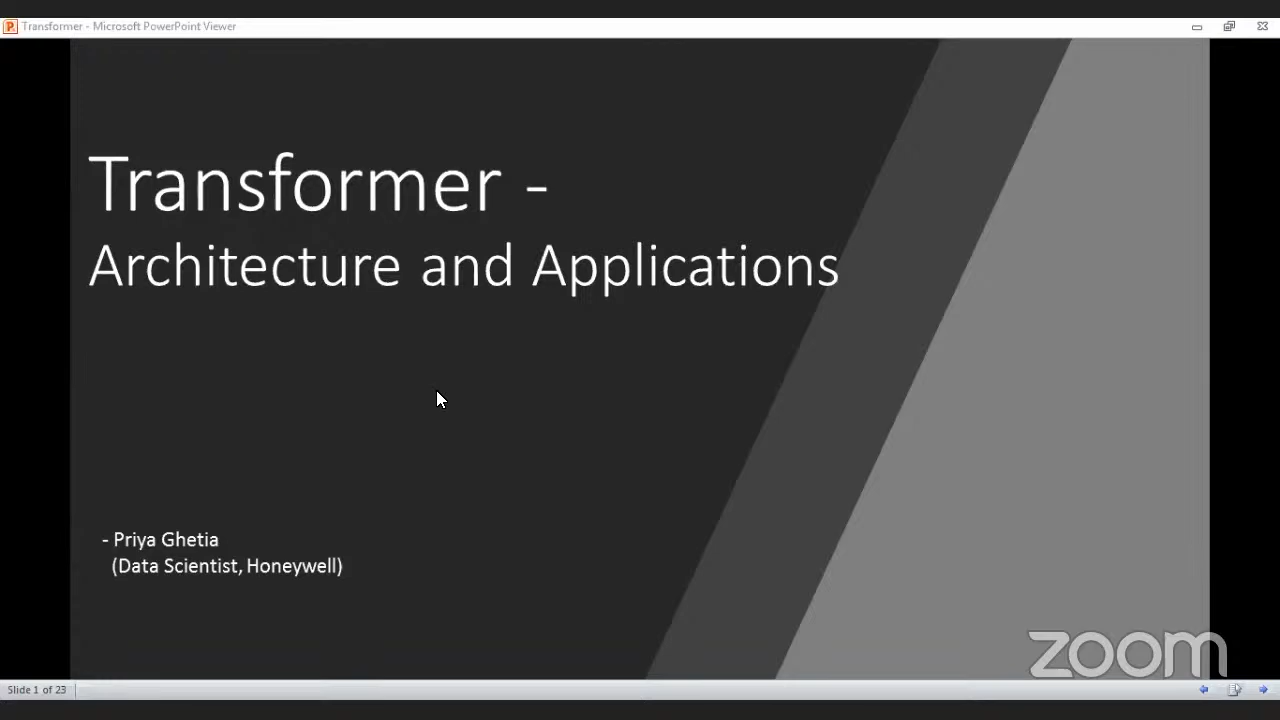 Transformer - Microsoft PowerPoint Viewer
Transformer -
Architecture and Applications
- Priya Ghetia
(Data Scientist, Honeywell)
zoom
Slide 1 of 23